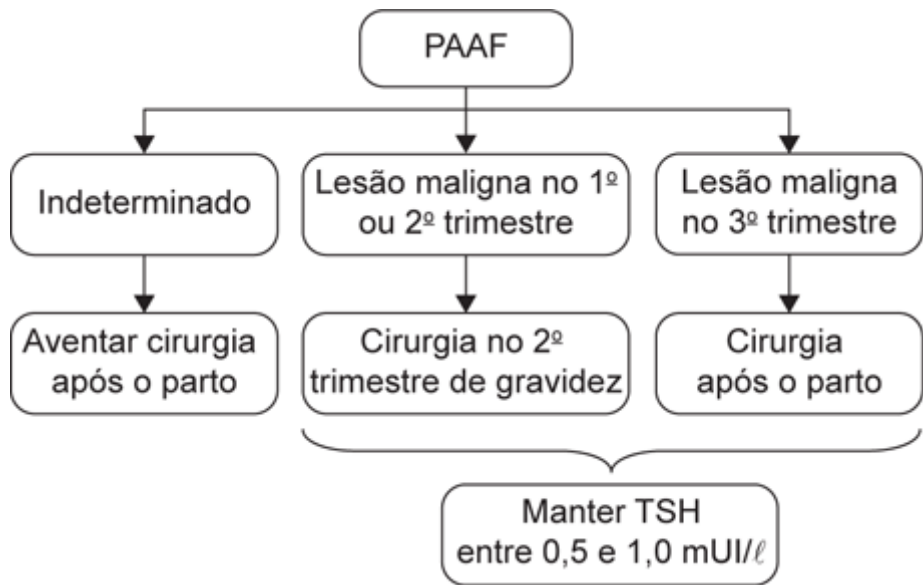 PAAF
Indeterminado
Lesão maligna no 1º
ou 2º trimestre
Lesão maligna
no 3º trimestre
Aventar cirurgia
após o parto
Cirurgia no 2º
trimestre de gravidez
Cirurgia
após o parto
Manter TSH
entre 0,5 e 1,0 mUI/ℓ